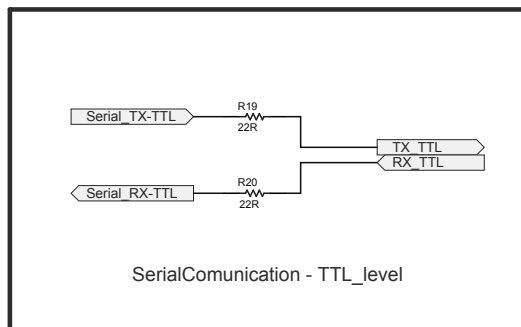 R19
Serial_TX-TTL
22R
TX_TTL
RX_TTL
R20
Serial_RX-TTL
22R
SerialComunication - TTL_level